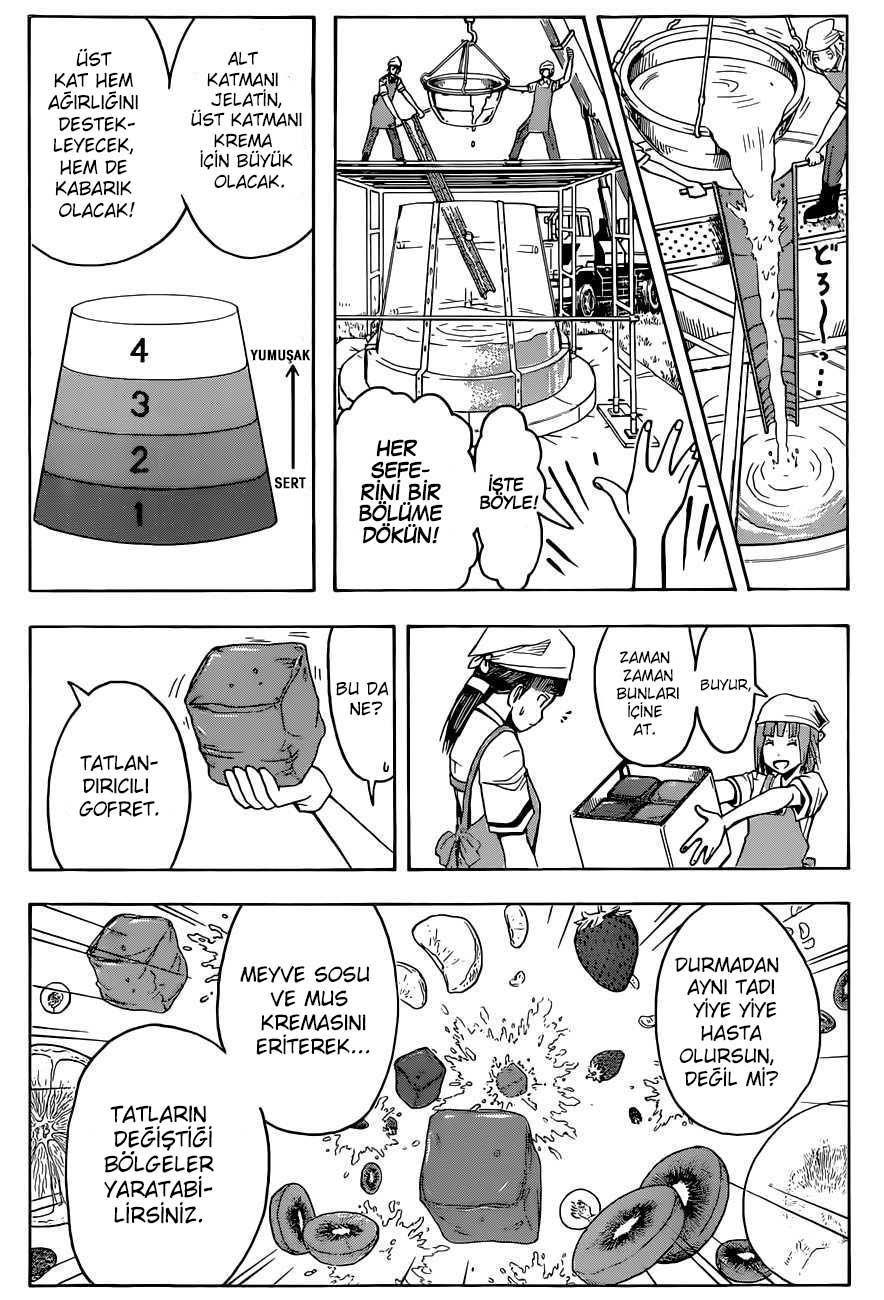 どろ〜〜っ…
İŞTE
BÖYLE!
HER
SEFE-
RİNİ BİR
BÖLÜME
DÖKÜN!
ALT
KATMANI
JELATİN,
ÜST KATMANI
KREMA
İÇİN BÜYÜK
OLACAK.
ÜST
KAT HEM
AĞIRLIĞINI
DESTEK-
LEYECEK,
HEM DE
KABARIK
OLACAK!
4
YUMUŞAK
3
2
SERT
1
BUYUR,
ZAMAN
ZAMAN
BUNLARI
İÇİNE
AT.
BU DA
NE?
TATLAN-
DIRICILI
GOFRET.
DURMADAN
AYNI TADI
YİYE YİYE
HASTA
OLURSUN,
DEĞİL Mİ?
MEYVE SOSU
VE MUS
KREMASINI
ERİTEREK...
TATLARIN
DEĞİŞTİĞİ
BÖLGELER
YARATABİ-
LİRSİNİZ.